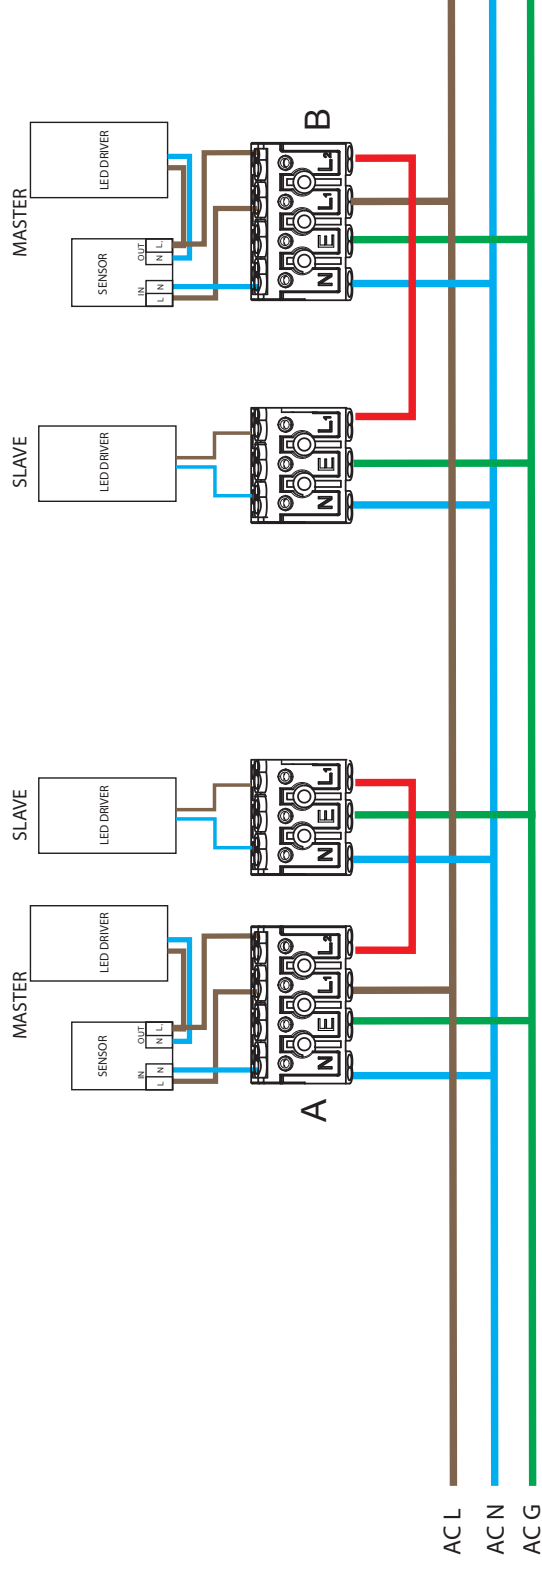 MASTER
SENSOR
IN
OUT
L
N
N
L,
LED DRIVER
A
N
E
L1
L2
SLAVE
LED DRIVER
N
E
L1
SLAVE
LED DRIVER
N
E
L1
MASTER
SENSOR
IN
OUT
L
N
N
L,
LED DRIVER
N
E
L1
L2
B
AC L
AC N
AC G